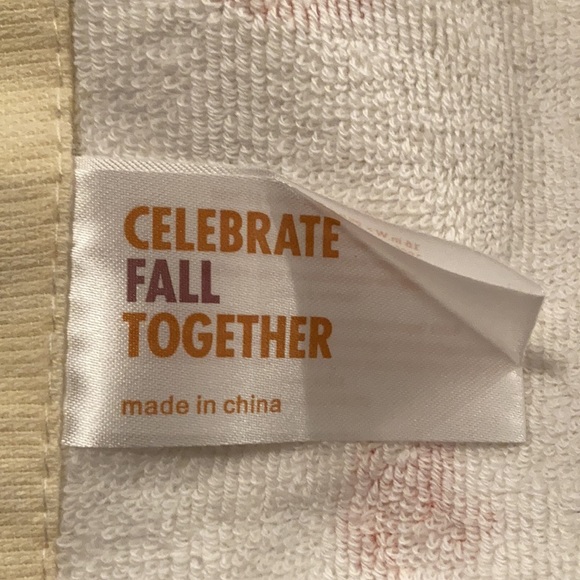 CELEBRATE
FALL
TOGETHER
made in china